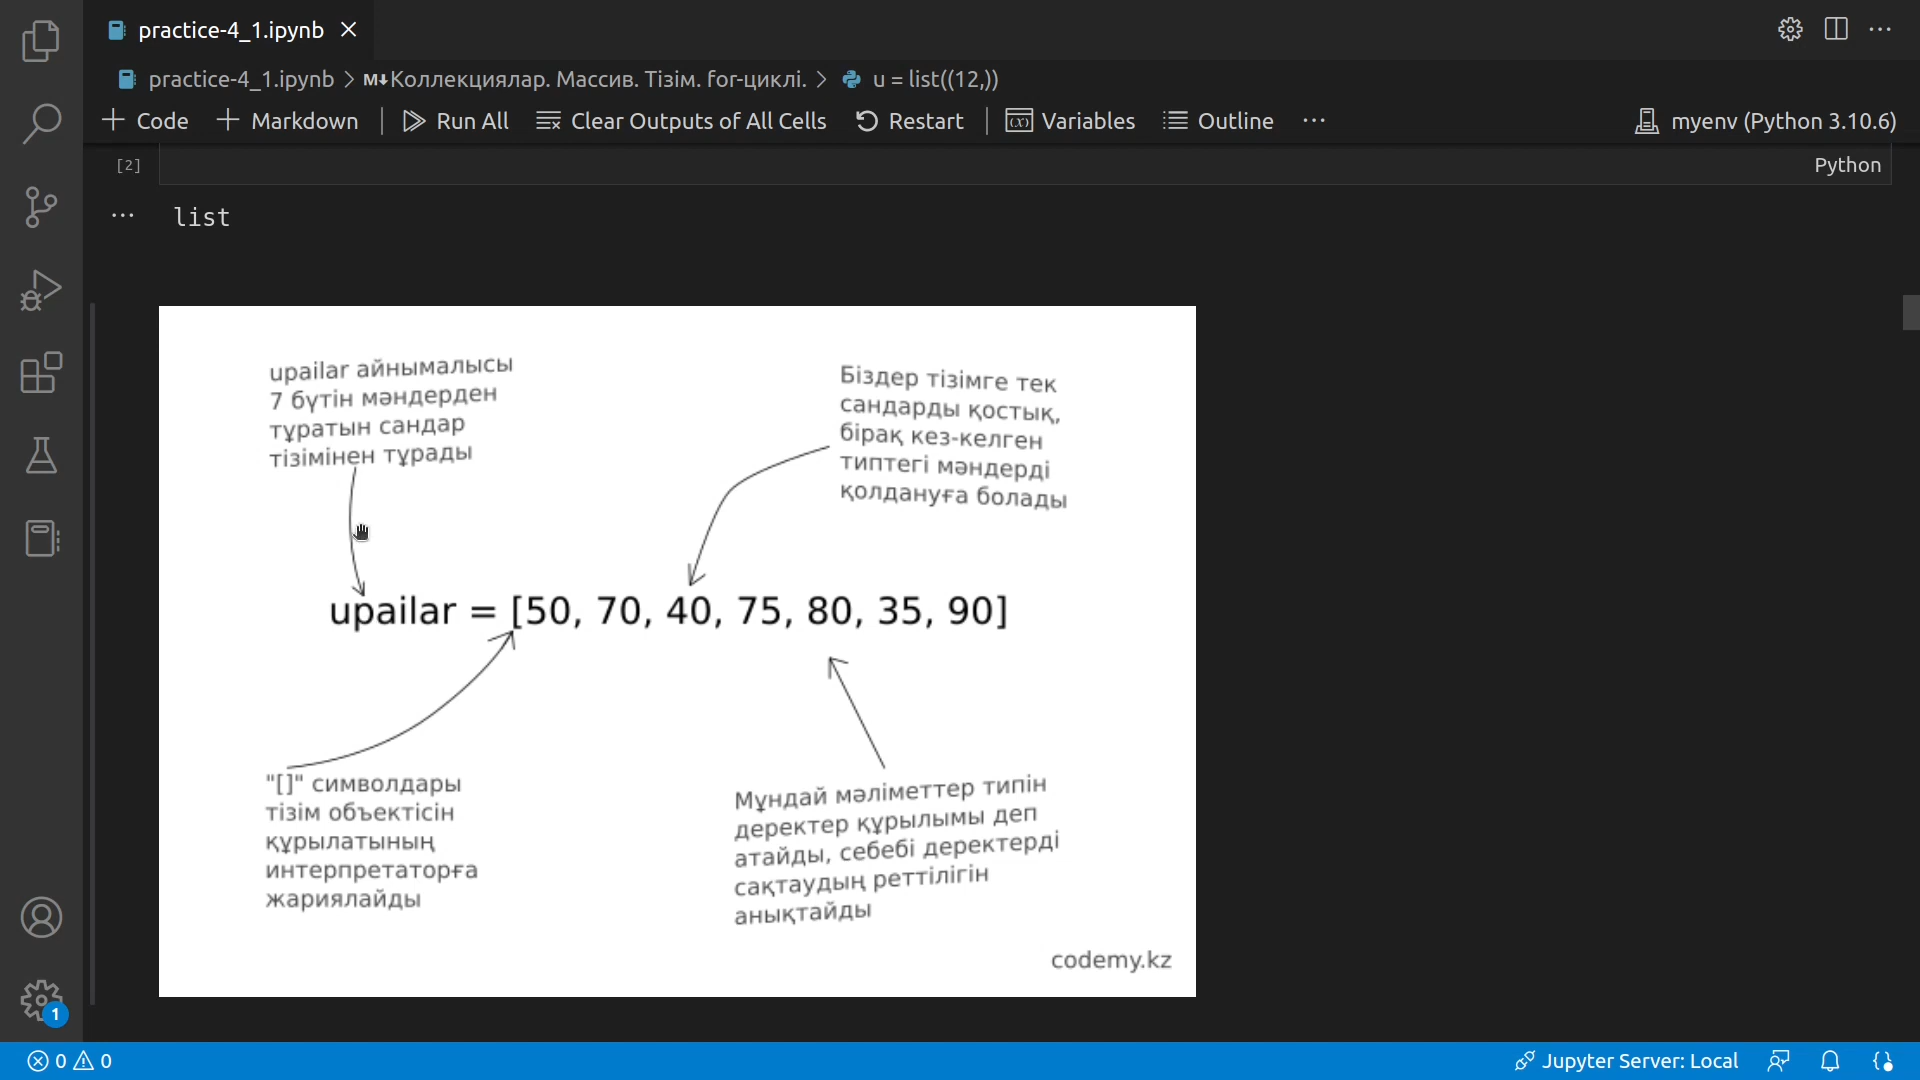 practice-4_1.ipynb
practice-4_1.ipynb > M↓ Коллекциялар. Массив. Тізім. for-циклі. > u = list((12,))
+ Code + Markdown Run All Clear Outputs of All Cells Restart Variables Outline ··· myenv (Python 3.10.6)
[2] Python
··· list
upailar айнымалысы
7 бүтін мәндерден
тұратын сандар
тізімінен тұрады
Біздер тізімге тек
сандарды қостық,
бірақ кез-келген
типтегі мәндерді
қолдануға болады
upailar = [50, 70, 40, 75, 80, 35, 90]
"[]" символдары
тізім объектісін
құрылатының
интерпретаторға
жариялайды
Мұндай мәліметтер типін
деректер құрылымы деп
атайды, себебі деректерді
сақтаудың реттілігін
анықтайды
codemy.kz
1
0 0 Jupyter Server: Local